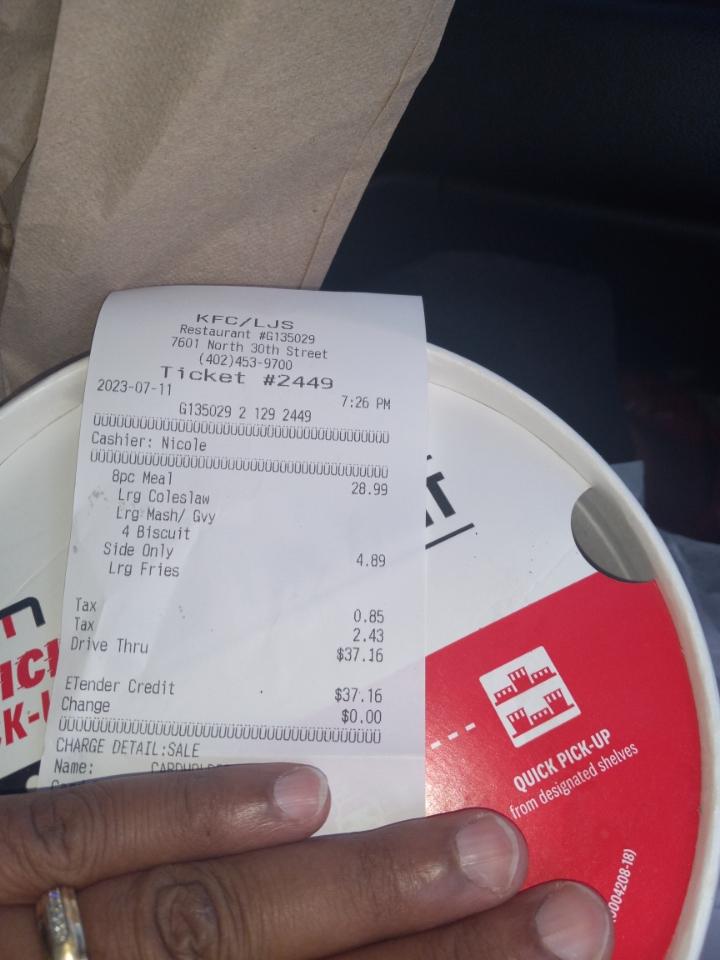 KFC/LJS
Restaurant #G135029
7601 North 30th Street
(402)453-9700
Ticket #2449
2023-07-11 7:26 PM
G135029 2 129 2449
Cashier: Nicole
8pc Meal 28.99
Lrg Coleslaw
Lrg Mash/ Gvy
4 Biscuit
Side Only 4.89
Lrg Fries
Tax 0.85
Tax 2.43
Drive Thru $37.16
ETender Credit $37.16
Change $0.00
CHARGE DETAIL:SALE
Name:
QUICK PICK-UP
from designated shelves